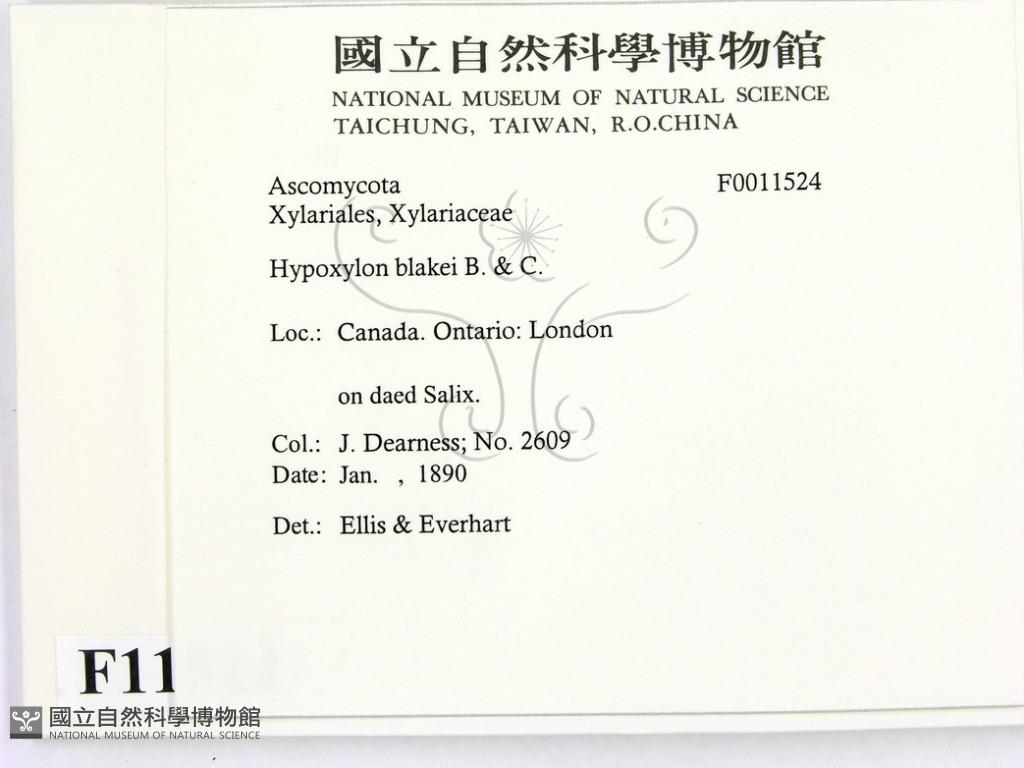 國立自然科學博物館
NATIONAL MUSEUM OF NATURAL SCIENCE
TAICHUNG, TAIWAN, R.O.CHINA
Ascomycota F0011524
Xylariales, Xylariaceae
Hypoxylon blakei B. & C.
Loc.: Canada. Ontario: London
on daed Salix.
Col.: J. Dearness; No. 2609
Date: Jan. , 1890
Det.: Ellis & Everhart
F11
國立自然科學博物館
NATIONAL MUSEUM OF NATURAL SCIENCE